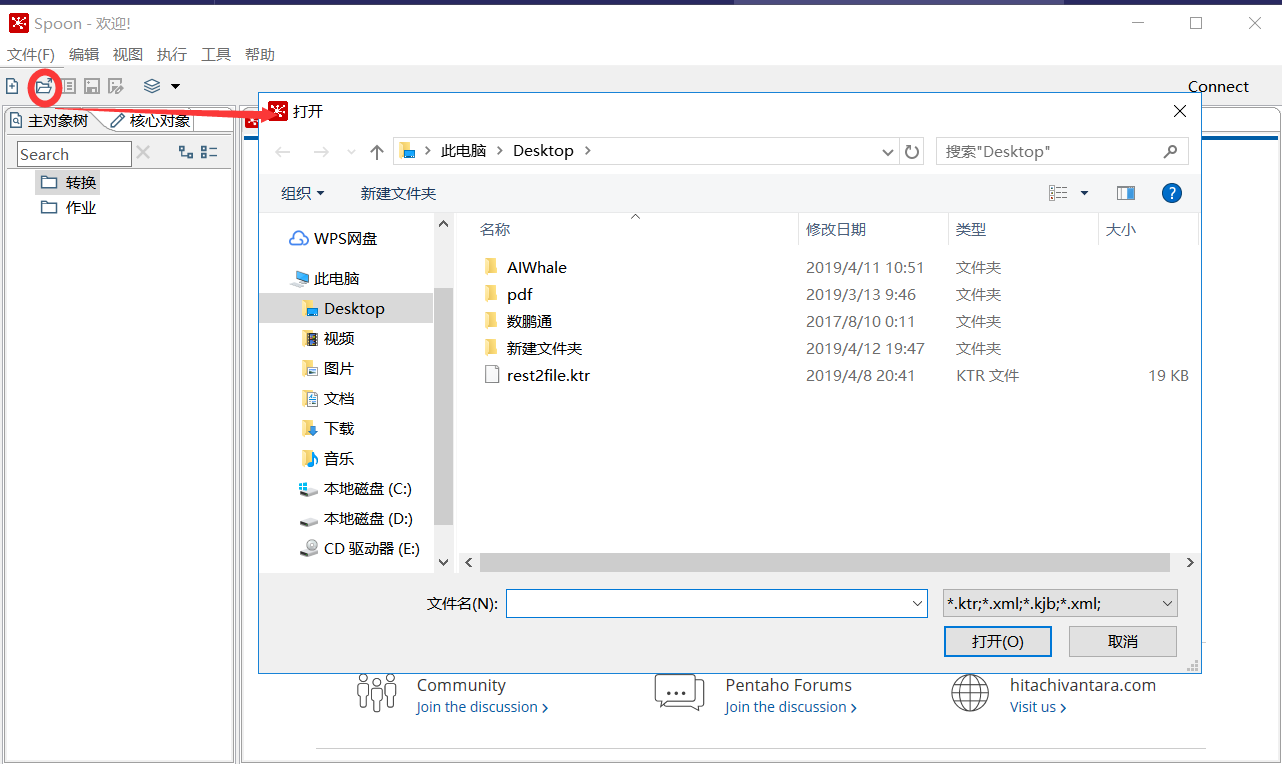 Spoon - 欢迎!
文件(F) 编辑 视图 执行 工具 帮助
Connect
主对象树 核心对象
Search
转换
作业
打开
此电脑 Desktop
搜索"Desktop"
组织 新建文件夹
WPS网盘
此电脑
Desktop
视频
图片
文档
下载
音乐
本地磁盘 (C:)
本地磁盘 (D:)
CD 驱动器 (E:)
名称 修改日期 类型 大小
AIWhale 2019/4/11 10:51 文件夹
pdf 2019/3/13 9:46 文件夹
数鹏通 2017/8/10 0:11 文件夹
新建文件夹 2019/4/12 19:47 文件夹
rest2file.ktr 2019/4/8 20:41 KTR 文件 19 KB
文件名(N): *.ktr;*.xml;*.kjb;*.xml;
打开(O) 取消
Community
Join the discussion
Pentaho Forums
Join the discussion
hitachivantara.com
Visit us